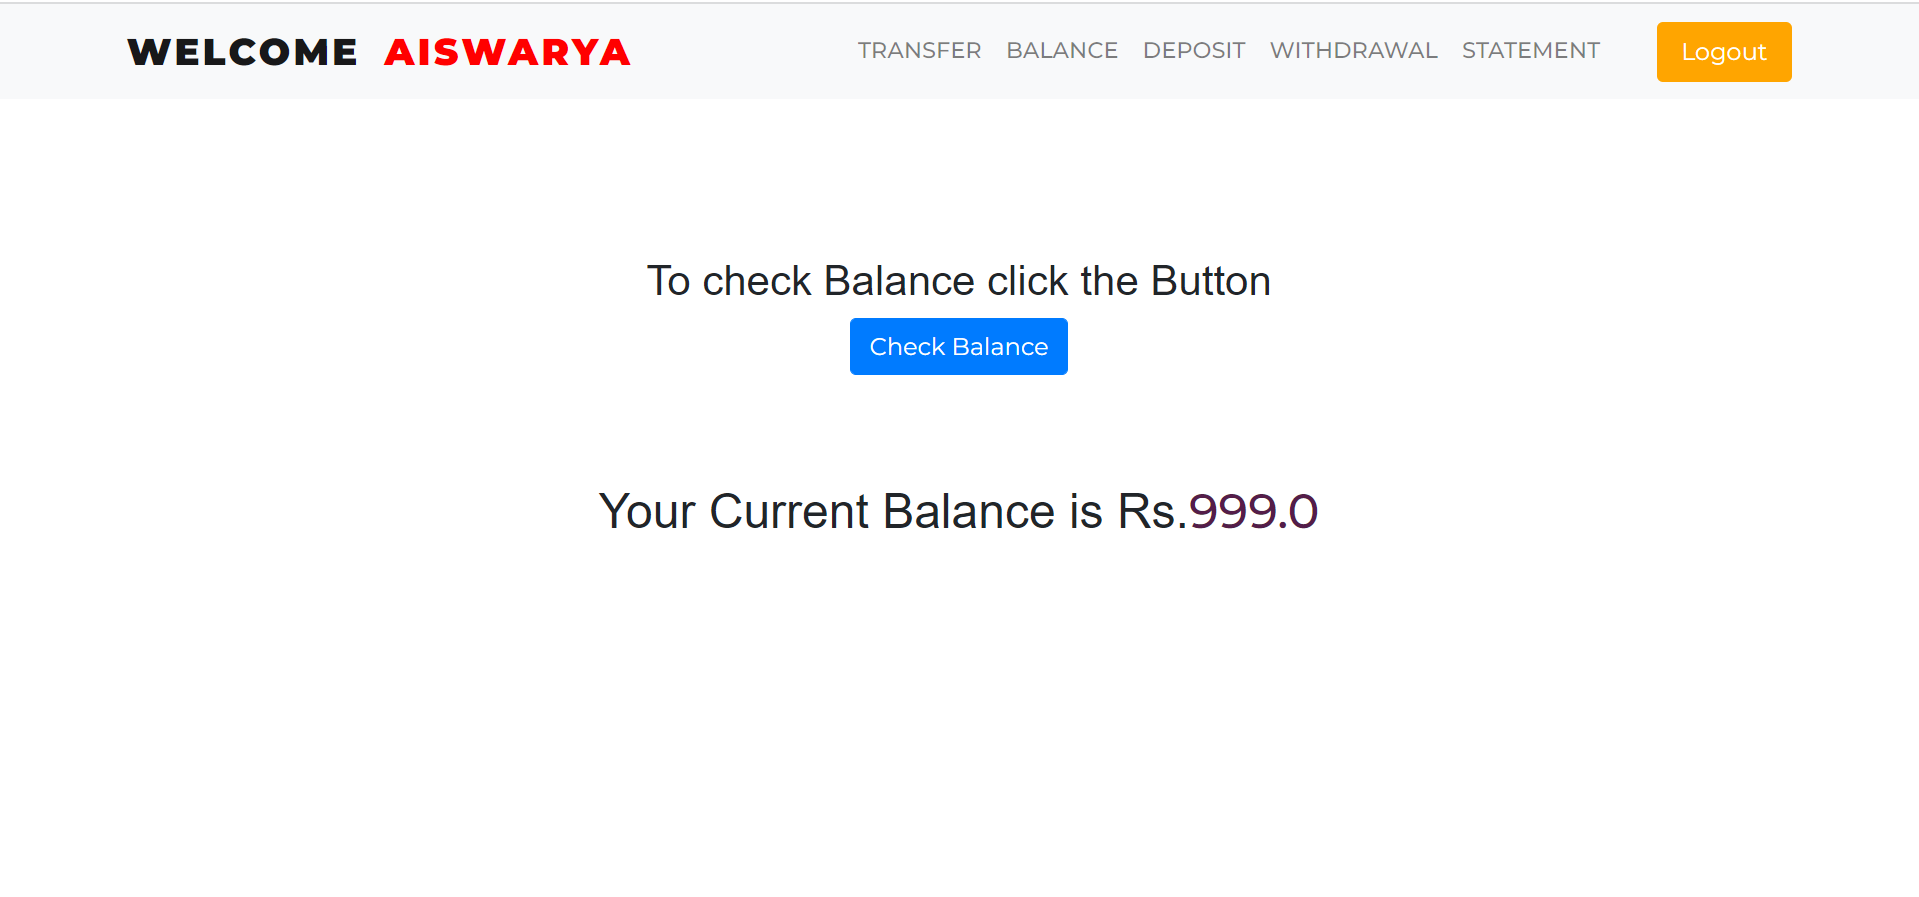 WELCOME AISWARYA TRANSFER BALANCE DEPOSIT WITHDRAWAL STATEMENT Logout
To check Balance click the Button
Check Balance
Your Current Balance is Rs.999.0